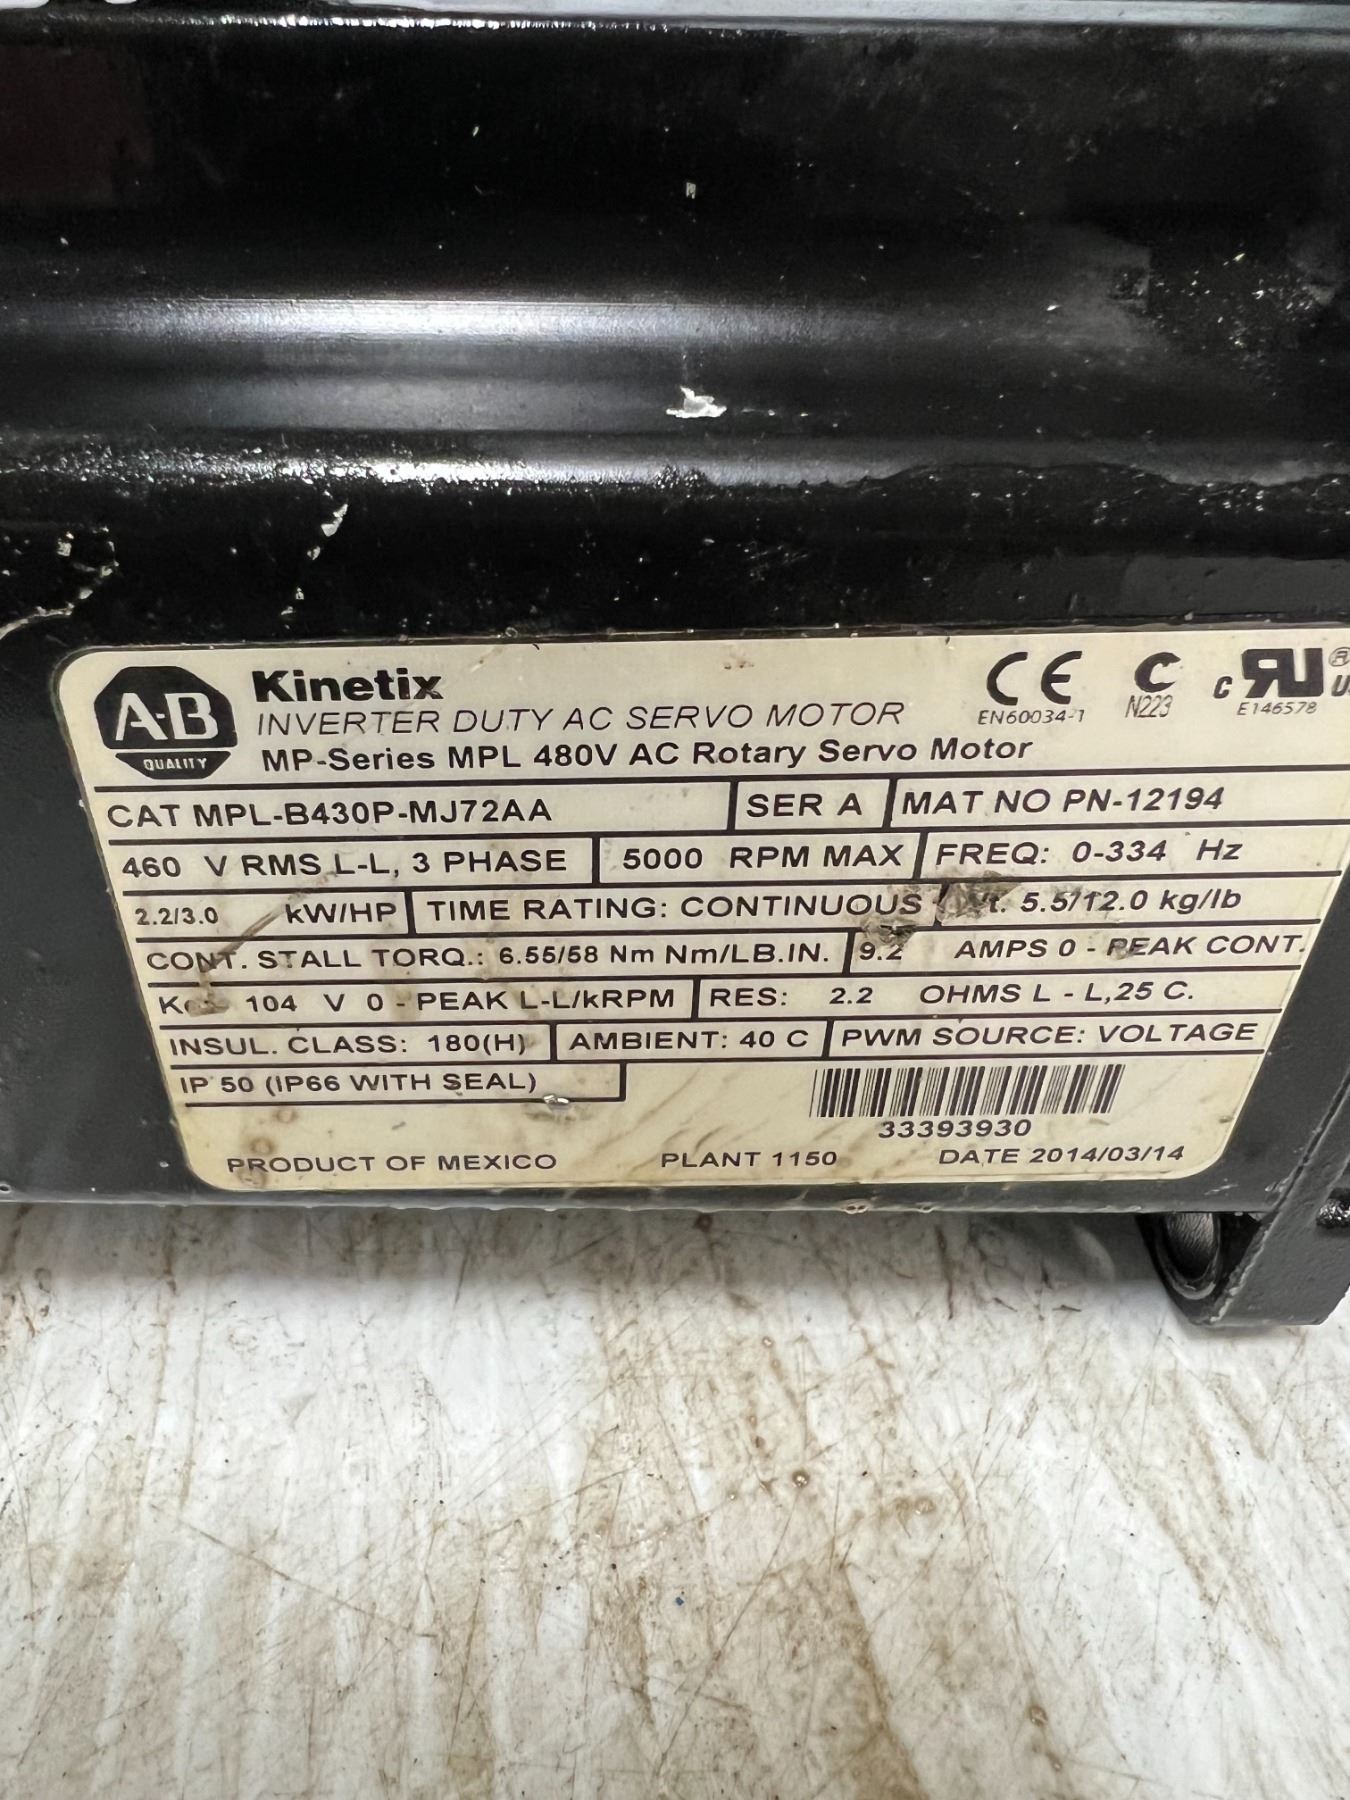 A-B
QUALITY
Kinetix
INVERTER DUTY AC SERVO MOTOR
MP-Series MPL 480V AC Rotary Servo Motor
CE
EN60034-1
C
N223
c RU ® U
E146578
CAT MPL-B430P-MJ72AA SER A MAT NO PN-12194
460 V RMS L-L, 3 PHASE 5000 RPM MAX FREQ: 0-334 Hz
2.2/3.0 kW/HP TIME RATING: CONTINUOUS 5.5/12.0 kg/lb
CONT. STALL TORQ.: 6.55/58 Nm Nm/LB.IN. 9.2 AMPS 0 - PEAK CONT.
104 V 0 - PEAK L-L/kRPM RES: 2.2 OHMS L - L,25 C.
INSUL. CLASS: 180(H) AMBIENT: 40 C PWM SOURCE: VOLTAGE
IP 50 (IP66 WITH SEAL)
33393930
PRODUCT OF MEXICO PLANT 1150 DATE 2014/03/14